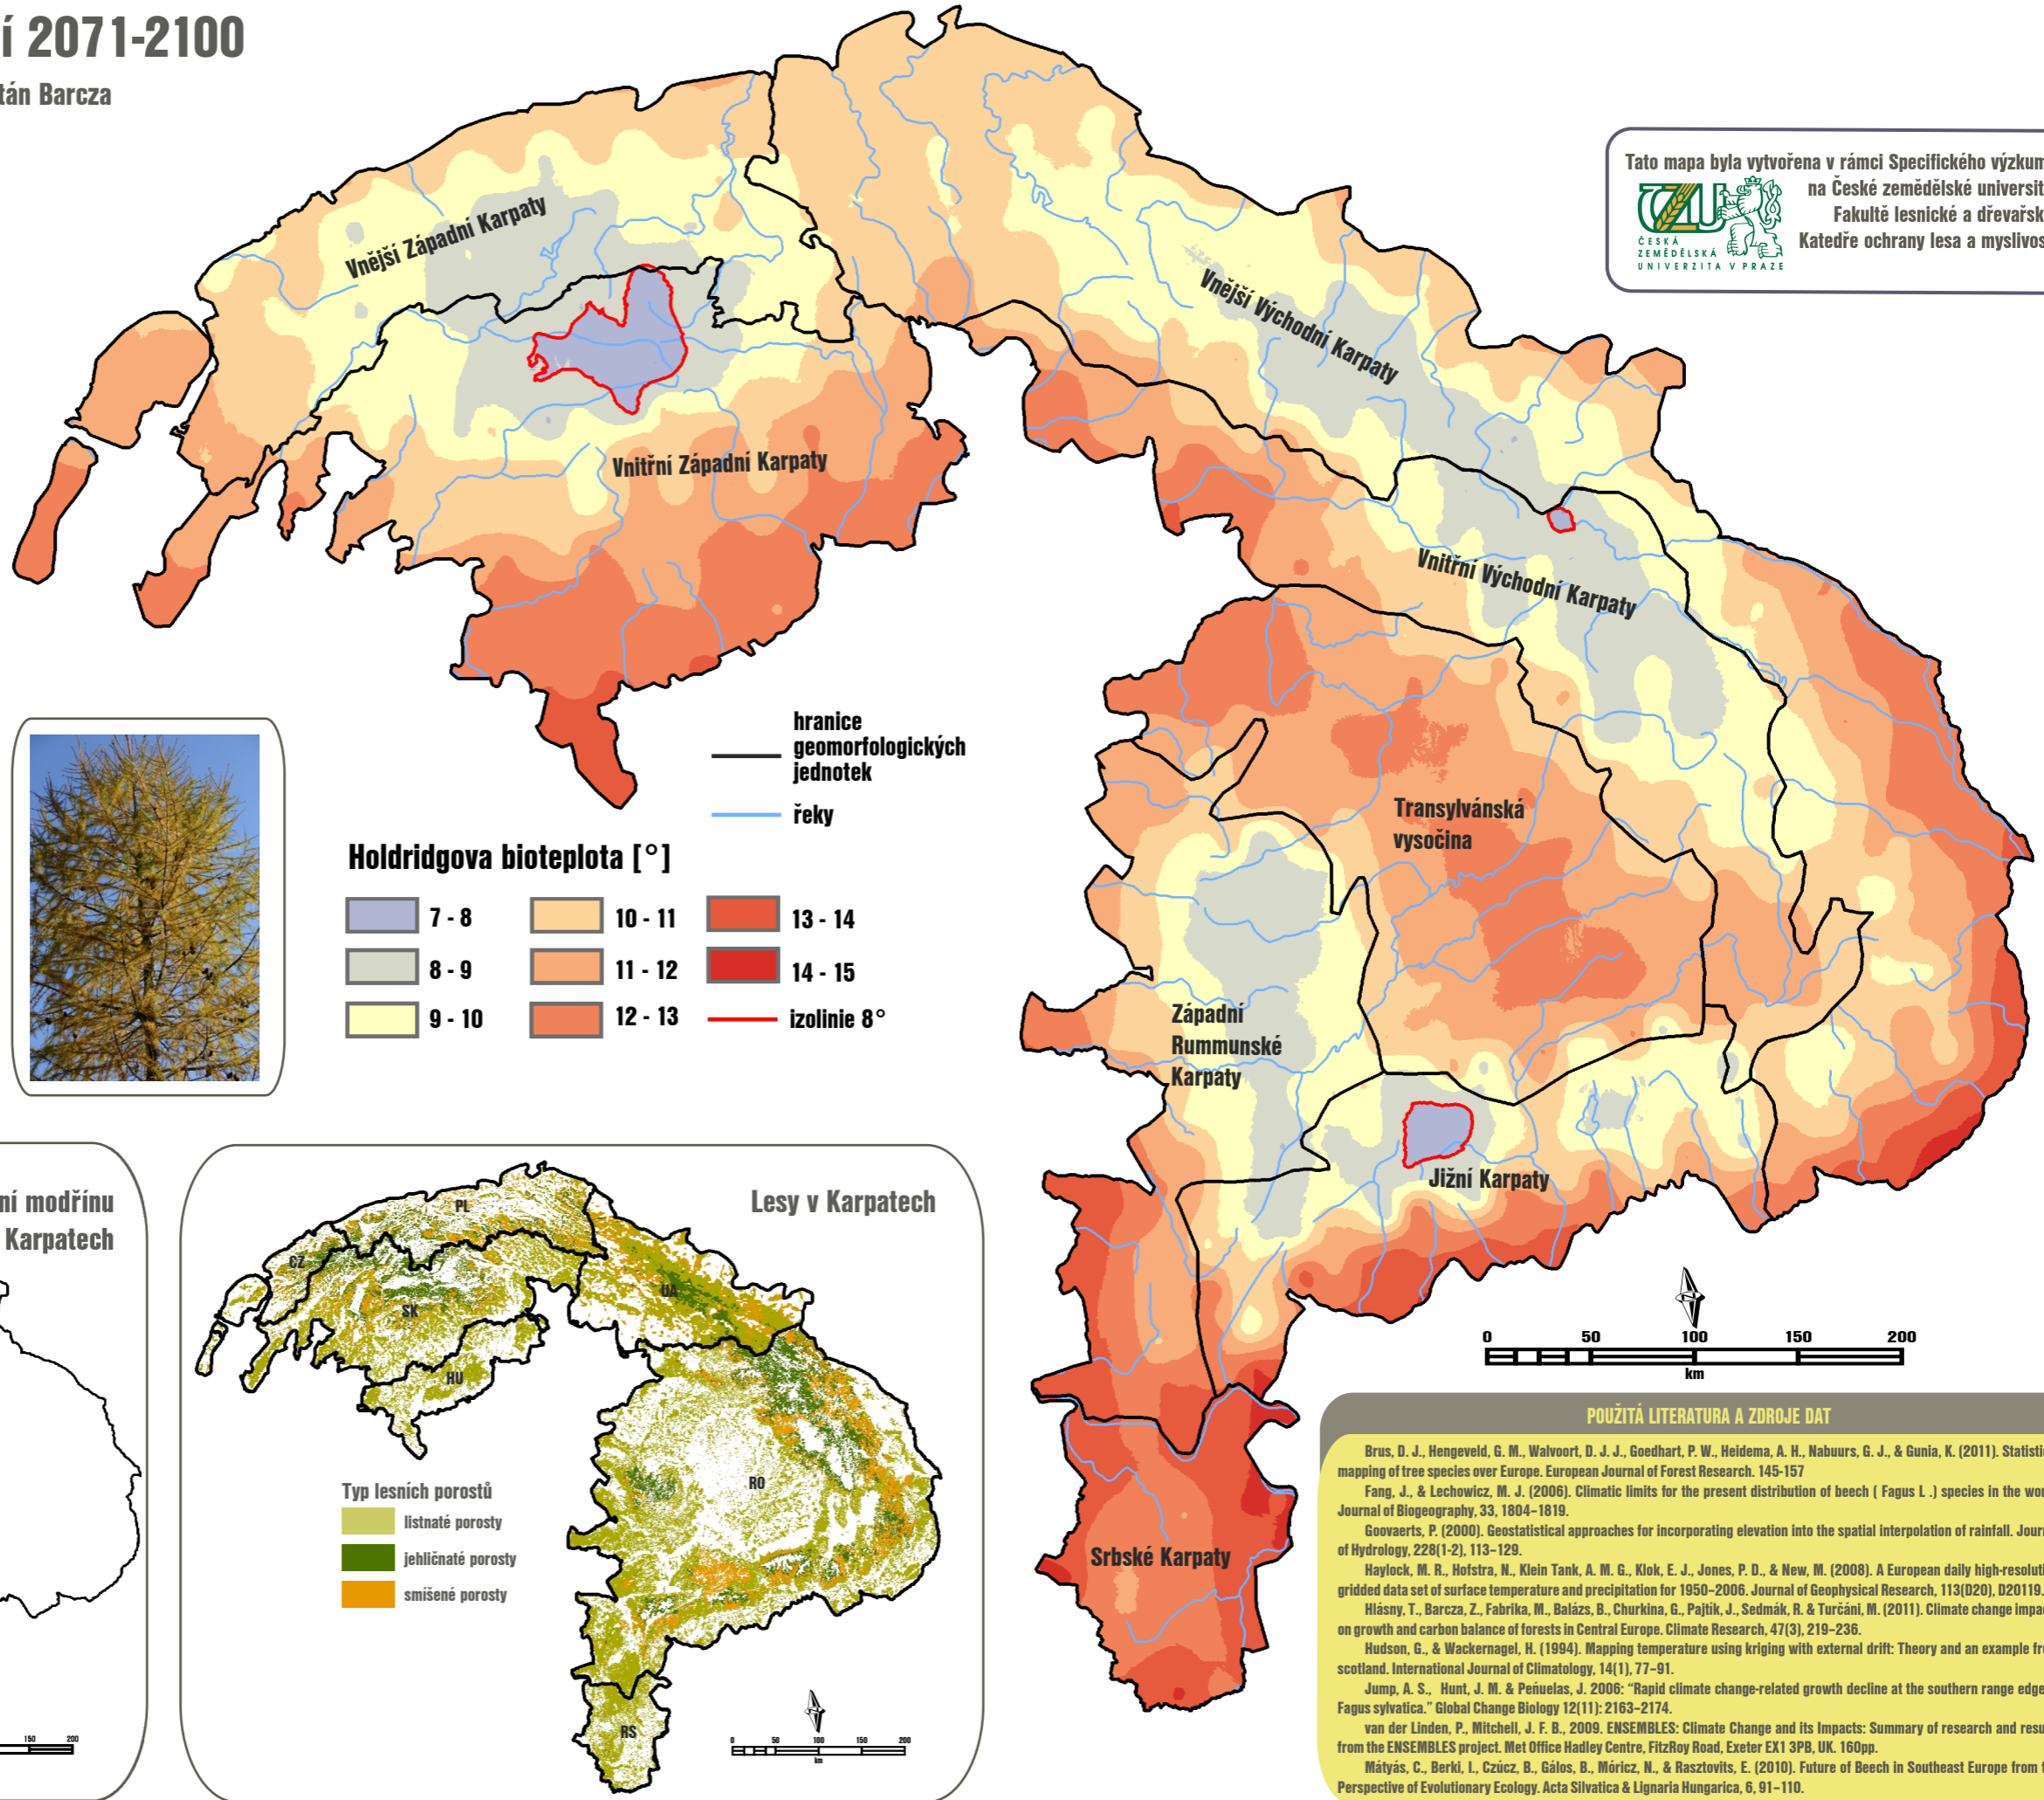 í 2071-2100
tán Barcza
Tato mapa byla vytvořena v rámci Specifického výzkum
na České zemědělské universit
Fakultě lesnické a dřevařsk
Katedře ochrany lesa a myslivos
ČZU
ČESKÁ
ZEMĚDĚLSKÁ
UNIVERZITA V PRAZE
Vnější Západní Karpaty
Vnější Východní Karpaty
Vnitřní Západní Karpaty
Vnitřní Východní Karpaty
hranice
geomorfologických
jednotek
řeky
Transylvánská
vysočina
Holdridgova bioteplota [°]
7 - 8
8 - 9
9 - 10
10 - 11
11 - 12
12 - 13
13 - 14
14 - 15
izolinie 8°
Západní
Rummunské
Karpaty
Jižní Karpaty
Srbské Karpaty
0 50 100 150 200
km
ní modřínu
Karpatech
150 200
Lesy v Karpatech
PL
CZ
SK
UA
HU
RO
RS
Typ lesních porostů
listnaté porosty
jehličnaté porosty
smíšené porosty
0 50 100 150 200
km
POUŽITÁ LITERATURA A ZDROJE DAT
Brus, D. J., Hengeveld, G. M., Walvoort, D. J. J., Goedhart, P. W., Heidema, A. H., Nabuurs, G. J., & Gunia, K. (2011). Statisti
mapping of tree species over Europe. European Journal of Forest Research. 145-157
Fang, J., & Lechowicz, M. J. (2006). Climatic limits for the present distribution of beech ( Fagus L .) species in the wor
Journal of Biogeography, 33, 1804–1819.
Goovaerts, P. (2000). Geostatistical approaches for incorporating elevation into the spatial interpolation of rainfall. Journ
of Hydrology, 228(1-2), 113–129.
Haylock, M. R., Hofstra, N., Klein Tank, A. M. G., Klok, E. J., Jones, P. D., & New, M. (2008). A European daily high-resoluti
gridded data set of surface temperature and precipitation for 1950–2006. Journal of Geophysical Research, 113(D20), D20119.
Hlásny, T., Barcza, Z., Fabrika, M., Balázs, B., Churkina, G., Pajtík, J., Sedmák, R. & Turčáni, M. (2011). Climate change impac
on growth and carbon balance of forests in Central Europe. Climate Research, 47(3), 219–236.
Hudson, G., & Wackernagel, H. (1994). Mapping temperature using kriging with external drift: Theory and an example fr
scotland. International Journal of Climatology, 14(1), 77–91.
Jump, A. S., Hunt, J. M. & Peńuelas, J. 2006: “Rapid climate change-related growth decline at the southern range edge
Fagus sylvatica.” Global Change Biology 12(11): 2163–2174.
van der Linden, P., Mitchell, J. F. B., 2009. ENSEMBLES: Climate Change and its Impacts: Summary of research and resu
from the ENSEMBLES project. Met Office Hadley Centre, FitzRoy Road, Exeter EX1 3PB, UK. 160pp.
Mátyás, C., Berki, I., Czúcz, B., Gálos, B., Móricz, N., & Rasztovits, E. (2010). Future of Beech in Southeast Europe from t
Perspective of Evolutionary Ecology. Acta Silvatica & Lignaria Hungarica, 6, 91–110.